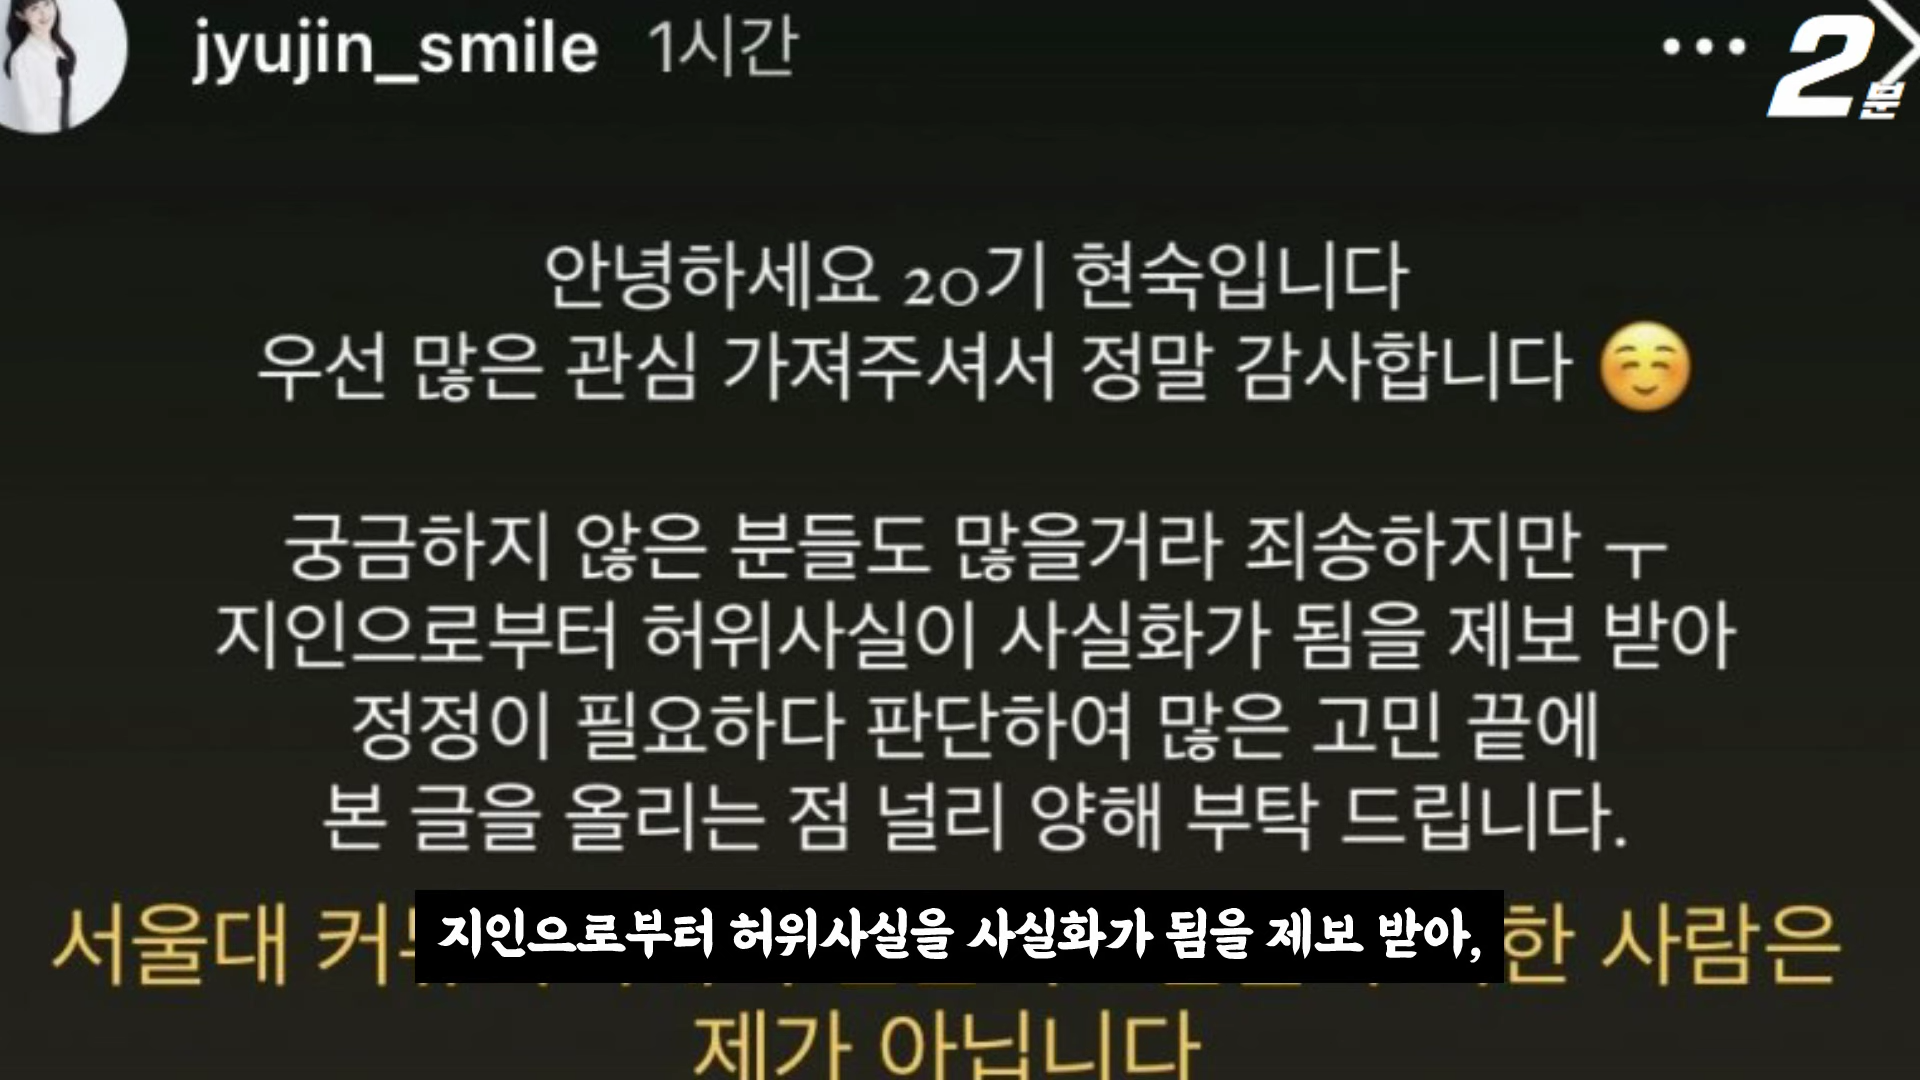 jyujin_smile 1시간
2분
안녕하세요 20기 현숙입니다
우선 많은 관심 가져주셔서 정말 감사합니다
궁금하지 않은 분들도 많을거라 죄송하지만 ㅜ
지인으로부터 허위사실이 사실화가 됨을 제보 받아
정정이 필요하다 판단하여 많은 고민 끝에
본 글을 올리는 점 널리 양해 부탁 드립니다.
서울대 한 사람은
지인으로부터 허위사실을 사실화가 됨을 제보 받아,
제가 아닙니다